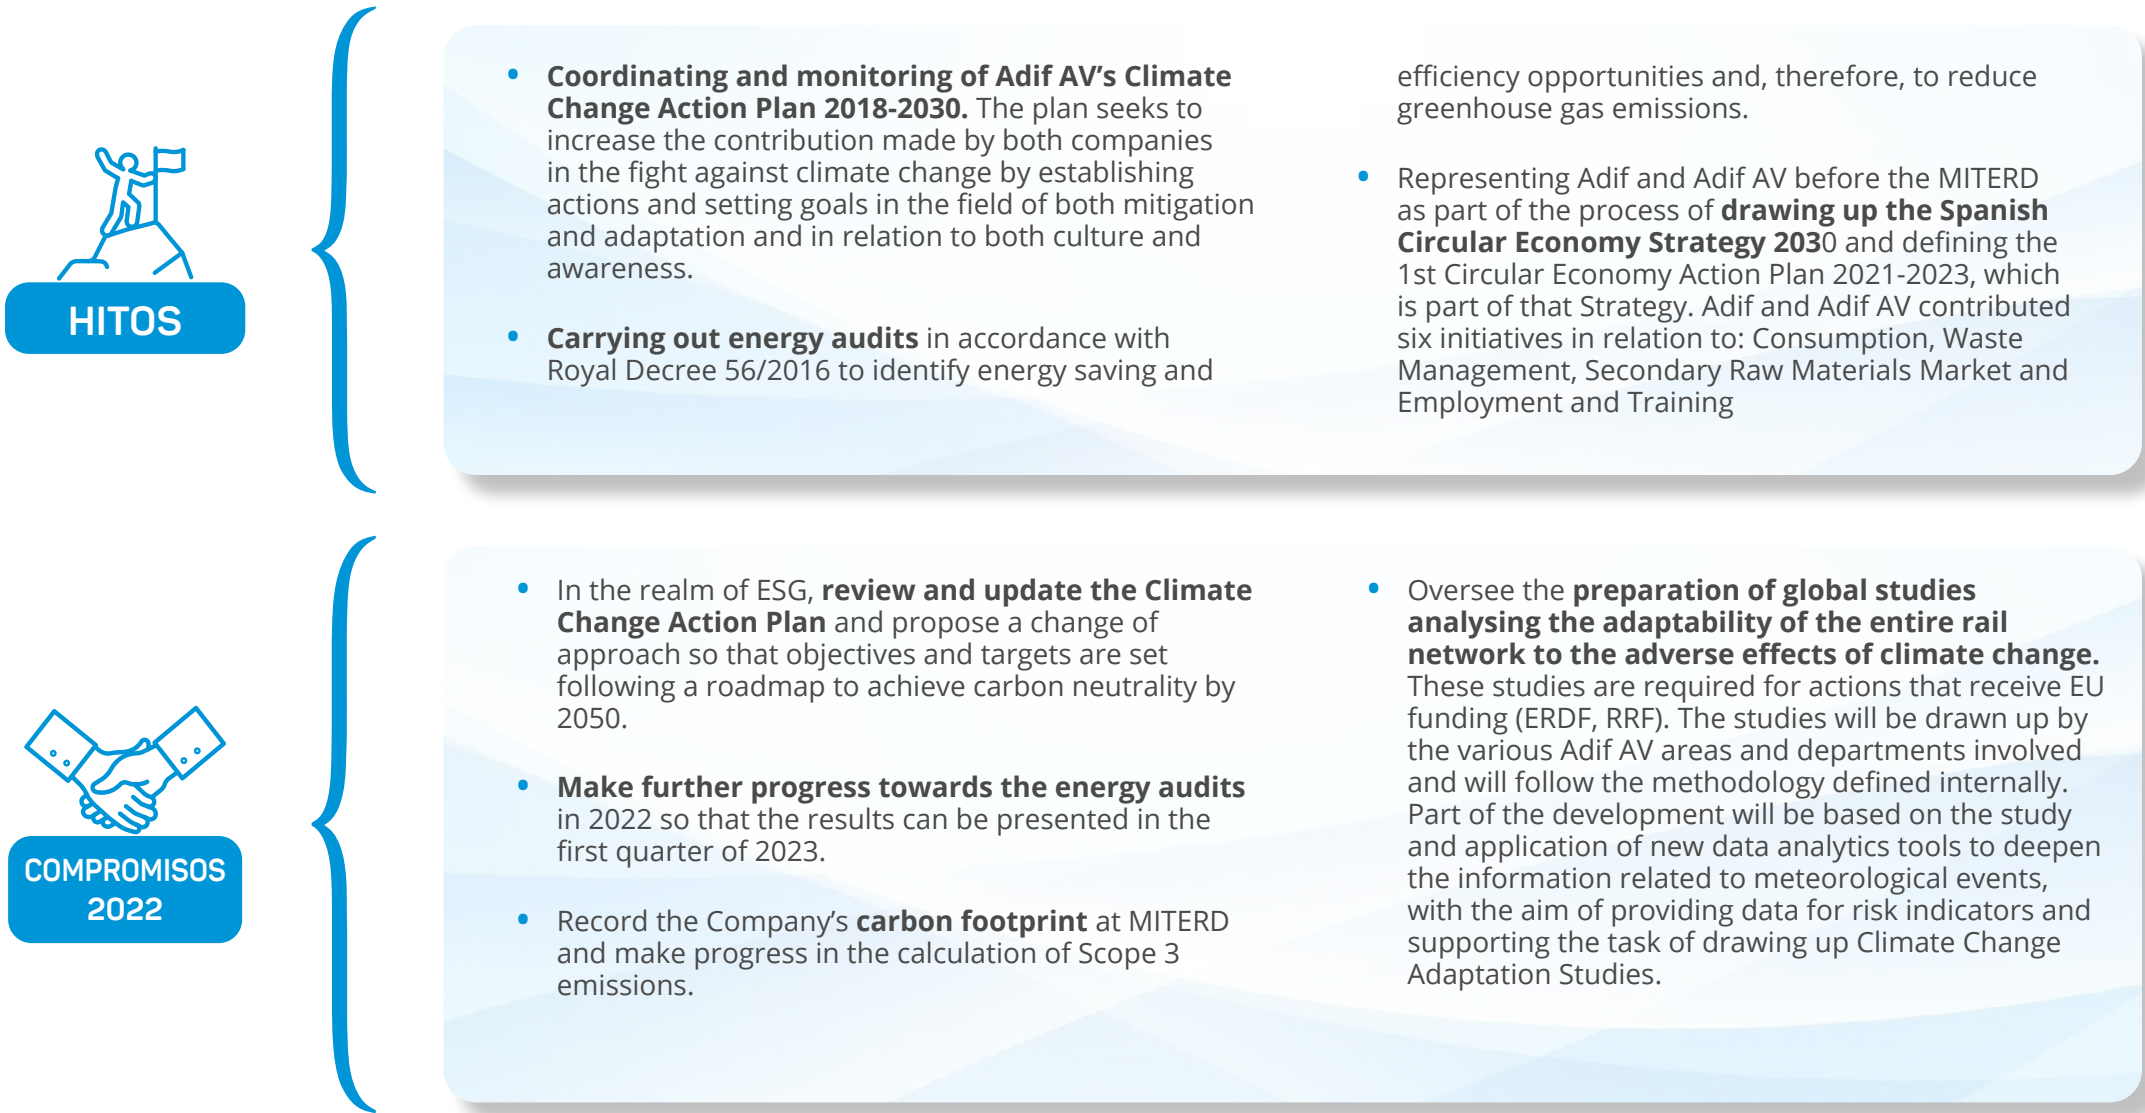 HITOS
• Coordinating and monitoring of Adif AV's Climate
Change Action Plan 2018-2030. The plan seeks to
increase the contribution made by both companies
in the fight against climate change by establishing
actions and setting goals in the field of both mitigation
and adaptation and in relation to both culture and
awareness.
• Carrying out energy audits in accordance with
Royal Decree 56/2016 to identify energy saving and
efficiency opportunities and, therefore, to reduce
greenhouse gas emissions.
• Representing Adif and Adif AV before the MITERD
as part of the process of drawing up the Spanish
Circular Economy Strategy 2030 and defining the
1st Circular Economy Action Plan 2021-2023, which
is part of that Strategy. Adif and Adif AV contributed
six initiatives in relation to: Consumption, Waste
Management, Secondary Raw Materials Market and
Employment and Training
COMPROMISOS
2022
• In the realm of ESG, review and update the Climate
Change Action Plan and propose a change of
approach so that objectives and targets are set
following a roadmap to achieve carbon neutrality by
2050.
• Make further progress towards the energy audits
in 2022 so that the results can be presented in the
first quarter of 2023.
• Record the Company's carbon footprint at MITERD
and make progress in the calculation of Scope 3
emissions.
• Oversee the preparation of global studies
analysing the adaptability of the entire rail
network to the adverse effects of climate change.
These studies are required for actions that receive EU
funding (ERDF, RRF). The studies will be drawn up by
the various Adif AV areas and departments involved
and will follow the methodology defined internally.
Part of the development will be based on the study
and application of new data analytics tools to deepen
the information related to meteorological events,
with the aim of providing data for risk indicators and
supporting the task of drawing up Climate Change
Adaptation Studies.